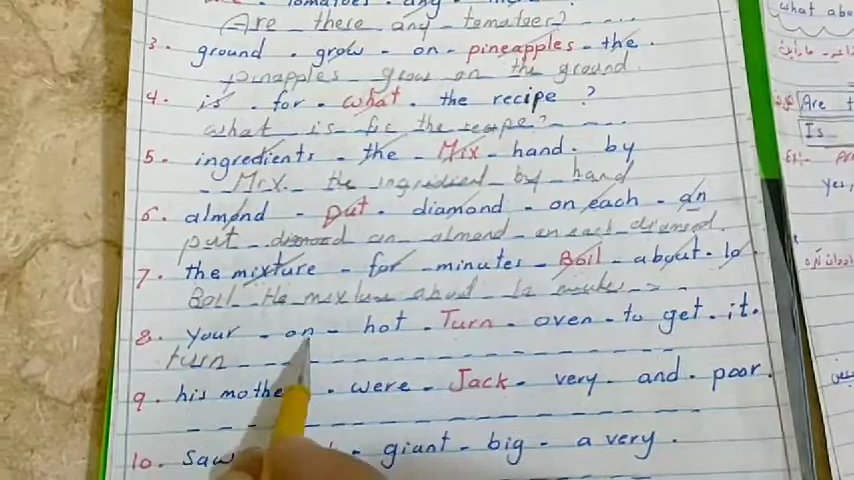 Are there any tomatoes?
3. ground - grow - on - pineapples - the.
pinapples grow on the ground
4. is - for - what - the recipe ?
what is for the recipe?
5. ingredients - the - Mix - hand. by
Mix the ingredient by hand
6. almond - put - diamond - on each - an
put diamond an almond on each diamond.
7. the mixture - for - minutes - Boil - about - 10
Boil the mixture about 10 minutes
8. your - on - hot - Turn - oven - to get - it.
turn
9. his mother - were - Jack - very - and - poor.
10. Saw - giant - big - a very.
what abo
Are t
Is
Ex:
Yes,